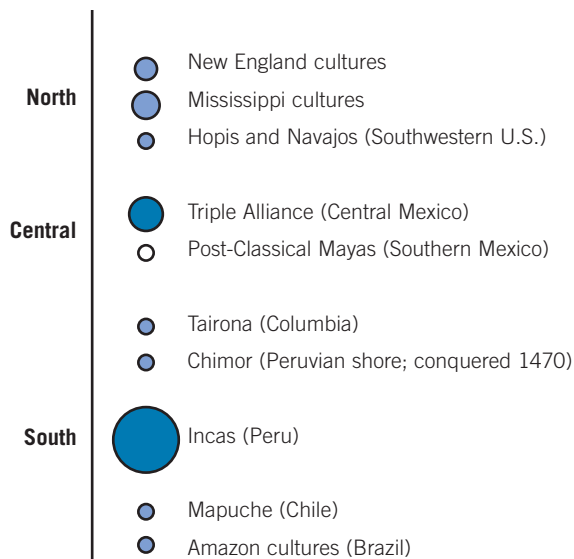 New England cultures
North
Mississippi cultures
Hopis and Navajos (Southwestern U.S.)
Triple Alliance (Central Mexico)
Central
Post-Classical Mayas (Southern Mexico)
Tairona (Columbia)
Chimor (Peruvian shore; conquered 1470)
South
Incas (Peru)
Mapuche (Chile)
Amazon cultures (Brazil)